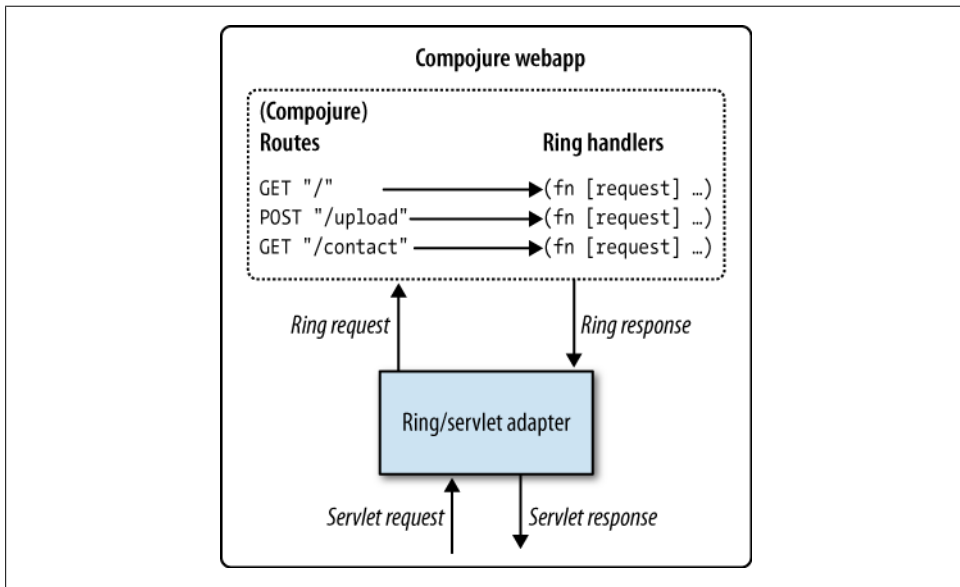 Compojure webapp
(Compojure)
Routes Ring handlers
GET "/" (fn [request] …)
POST "/upload" (fn [request] …)
GET "/contact" (fn [request] …)
Ring request Ring response
Ring/servlet adapter
Servlet request Servlet response